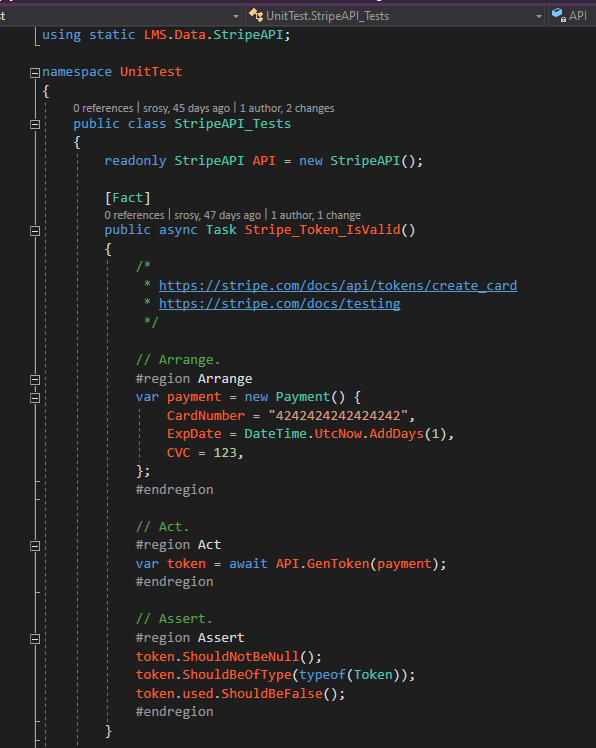 st UnitTest.StripeAPI_Tests API
using static LMS.Data.StripeAPI;
namespace UnitTest
{
0 references | srosy, 45 days ago | 1 author, 2 changes
public class StripeAPI_Tests
{
readonly StripeAPI API = new StripeAPI();
[Fact]
0 references | srosy, 47 days ago | 1 author, 1 change
public async Task Stripe_Token_IsValid()
{
/*
* https://stripe.com/docs/api/tokens/create_card
* https://stripe.com/docs/testing
*/
// Arrange.
#region Arrange
var payment = new Payment() {
CardNumber = "4242424242424242",
ExpDate = DateTime.UtcNow.AddDays(1),
CVC = 123,
};
#endregion
// Act.
#region Act
var token = await API.GenToken(payment);
#endregion
// Assert.
#region Assert
token.ShouldNotBeNull();
token.ShouldBeOfType(typeof(Token));
token.used.ShouldBeFalse();
#endregion
}